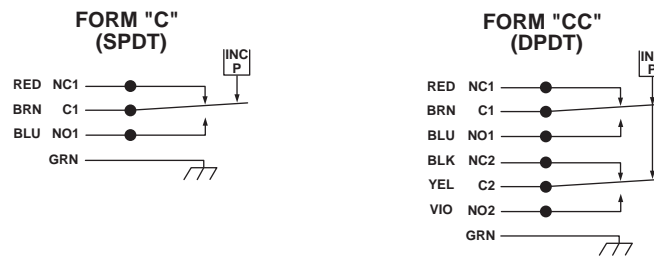 FORM "C"
(SPDT)
INC
P
RED NC1
BRN C1
BLU NO1
GRN
FORM "CC"
(DPDT)
IN
P
RED NC1
BRN C1
BLU NO1
BLK NC2
YEL C2
VIO NO2
GRN